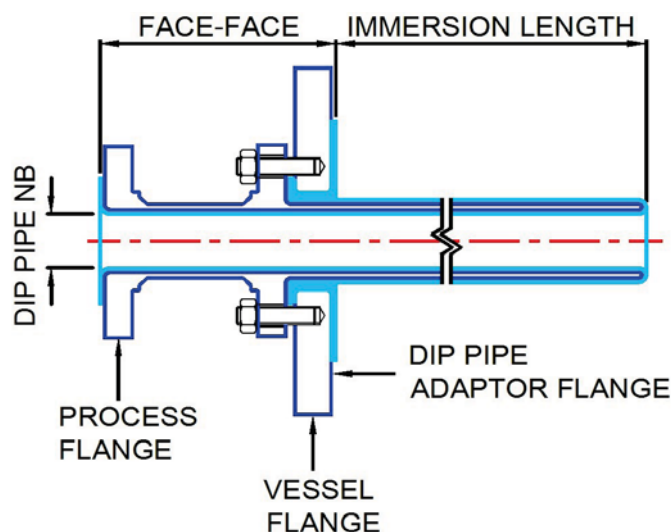 FACE-FACE
IMMERSION LENGTH
DIP PIPE NB
DIP PIPE
ADAPTOR FLANGE
PROCESS
FLANGE
VESSEL
FLANGE